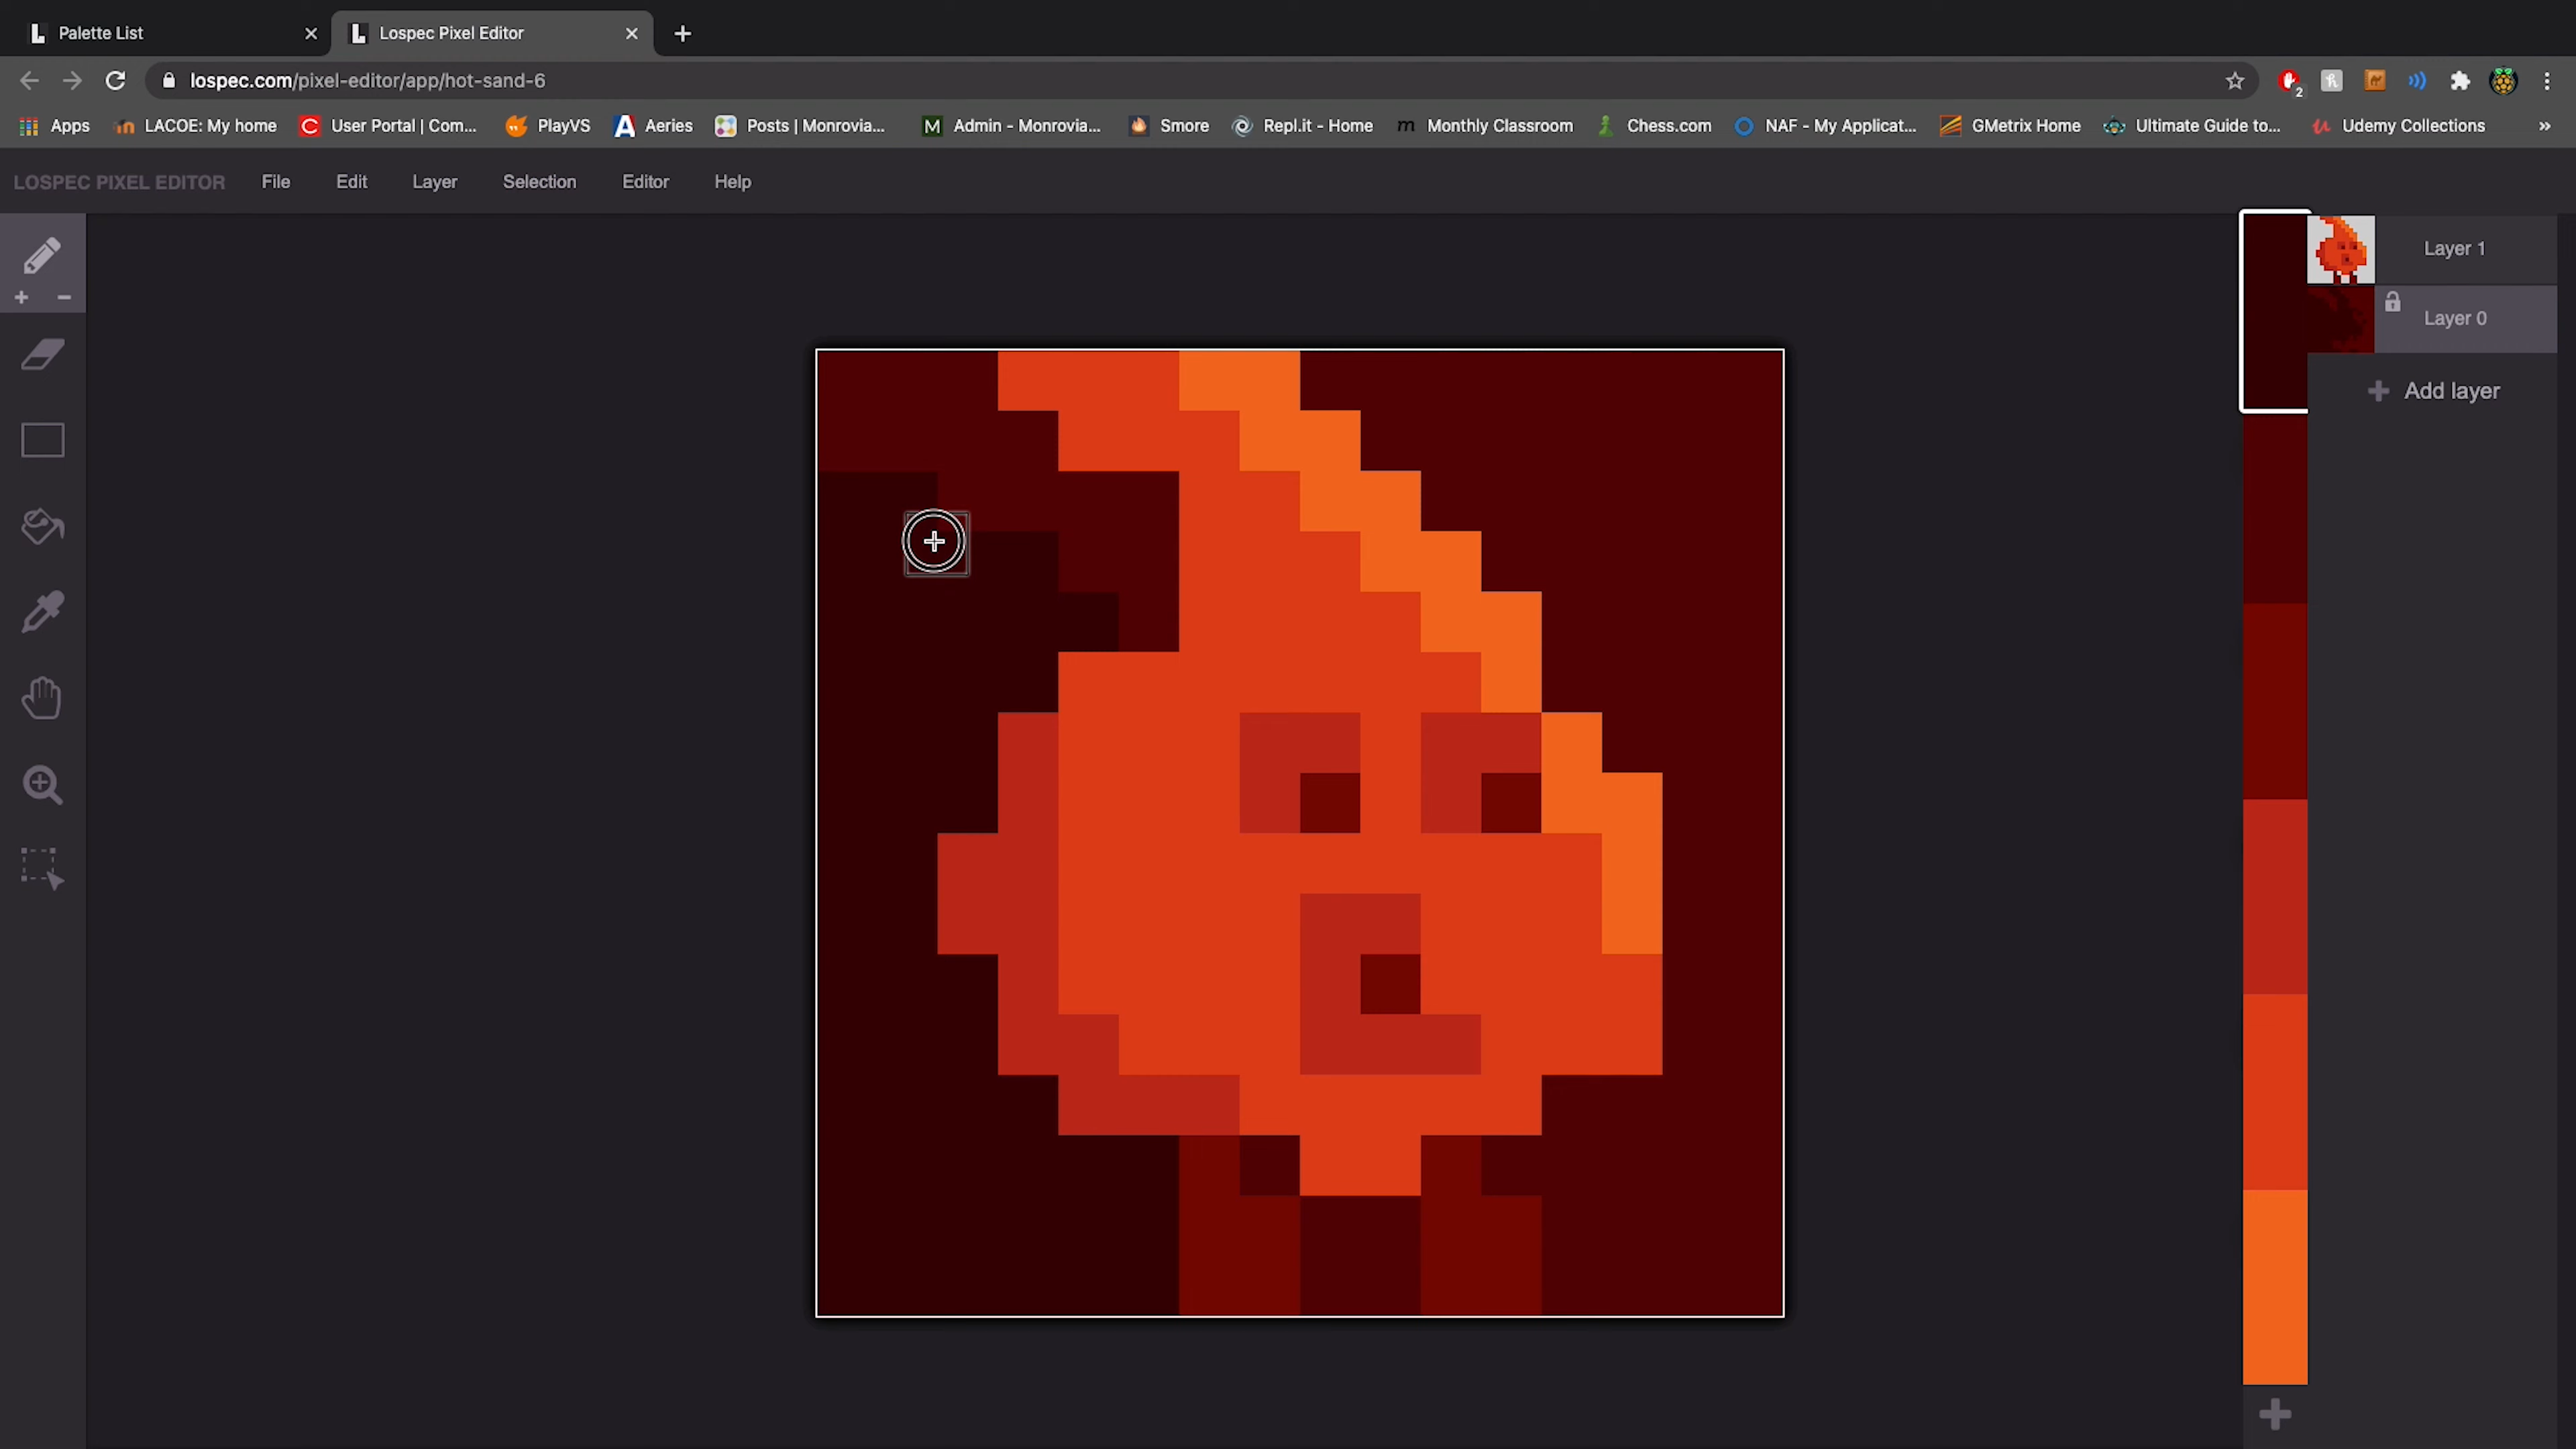 Palette List
Lospec Pixel Editor
lospec.com/pixel-editor/app/hot-sand-6
2
Apps LACOE: My home User Portal | Com... PlayVS Aeries Posts | Monrovia... Admin - Monrovia... Smore Repl.it - Home Monthly Classroom Chess.com NAF - My Applicat... GMetrix Home Ultimate Guide to... Udemy Collections »
LOSPEC PIXEL EDITOR File Edit Layer Selection Editor Help
Layer 1
Layer 0
Add layer